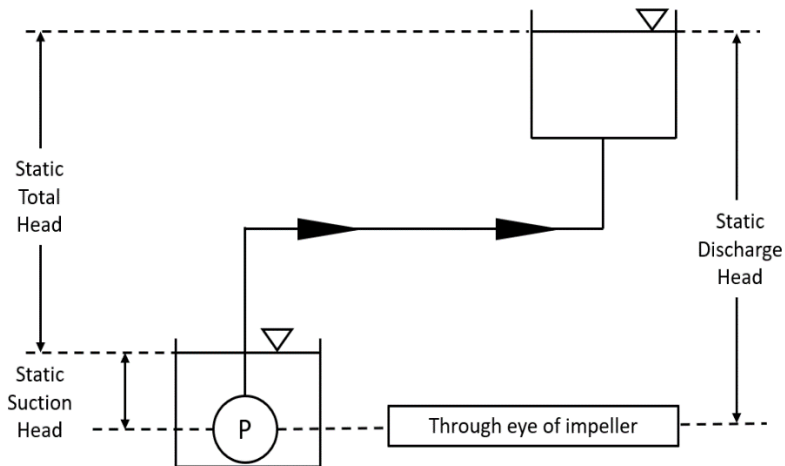 Static
Total
Head
Static
Discharge
Head
Static
Suction
Head
P
Through eye of impeller